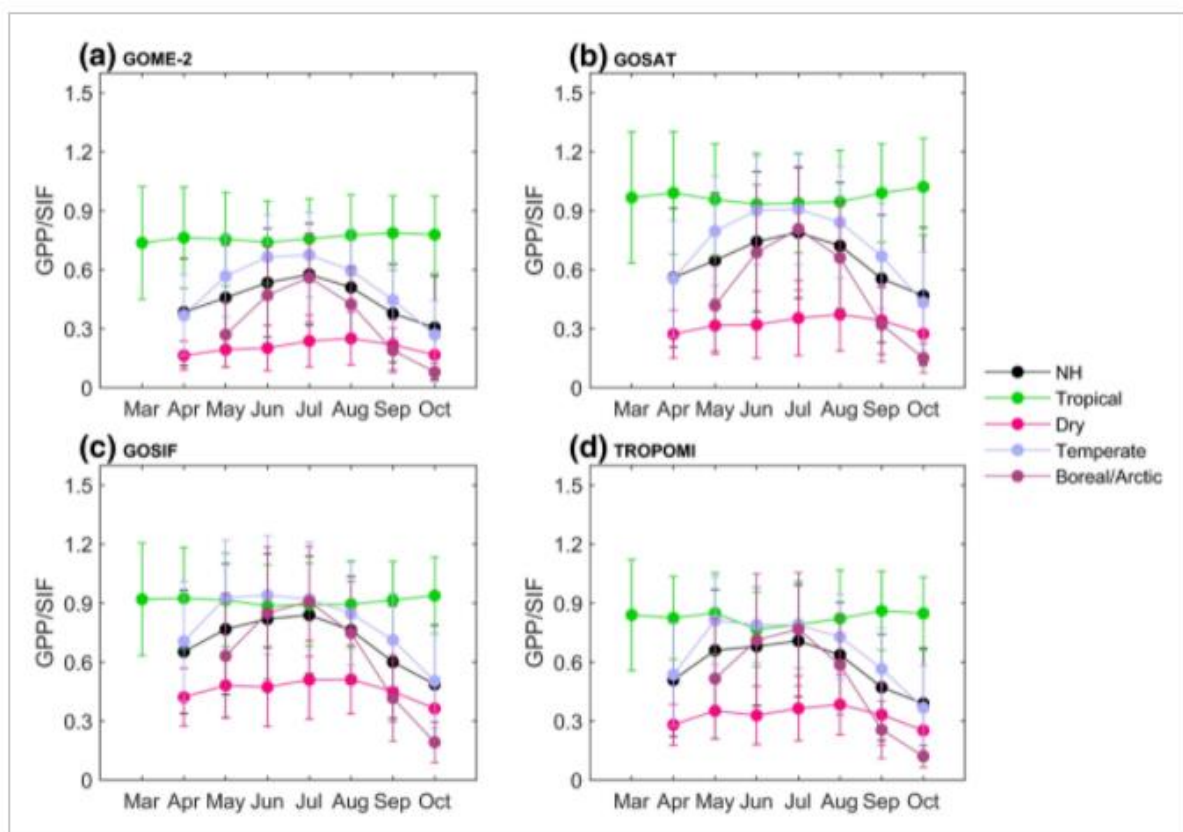 (a) GOME-2
(b) GOSAT
GPP/SIF
1.5
1.2
0.9
0.6
0.3
0
Mar Apr May Jun Jul Aug Sep Oct
GPP/SIF
1.5
1.2
0.9
0.6
0.3
0
Mar Apr May Jun Jul Aug Sep Oct
NH
Tropical
Dry
Temperate
Boreal/Arctic
(c) GOSIF
(d) TROPOMI
GPP/SIF
1.5
1.2
0.9
0.6
0.3
0
Mar Apr May Jun Jul Aug Sep Oct
GPP/SIF
1.5
1.2
0.9
0.6
0.3
0
Mar Apr May Jun Jul Aug Sep Oct